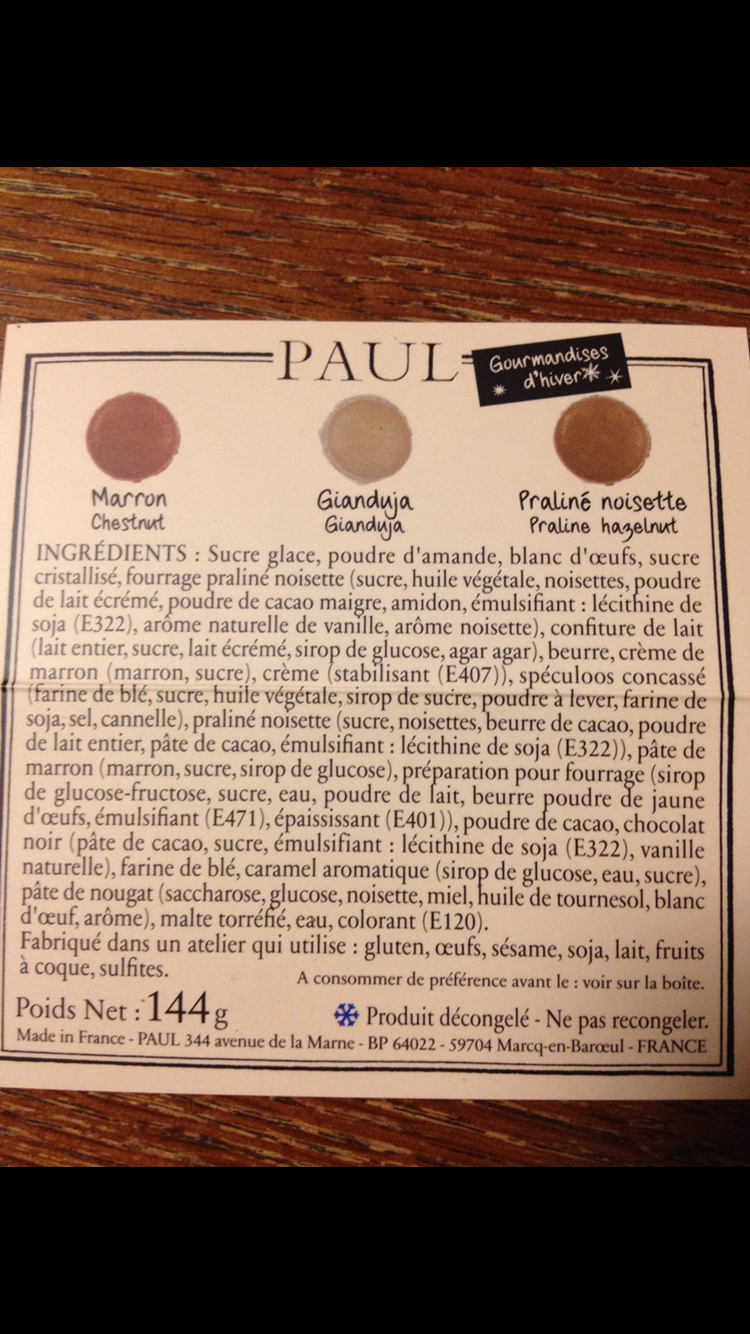 PAUL
Gourmandises
d'hiver
Marron
Chestnut
Gianduja
Gianduja
Praliné noisette
Praline hazelnut
INGRÉDIENTS : Sucre glace, poudre d'amande, blanc d'œufs, sucre
cristallisé, fourrage praliné noisette (sucre, huile végétale, noisettes, poudre
de lait écrémé, poudre de cacao maigre, amidon, émulsifiant : lécithine de
soja (E322), arôme naturelle de vanille, arôme noisette), confiture de lait
(lait entier, sucre, lait écrémé, sirop de glucose, agar agar), beurre, crème de
marron (marron, sucre), crème (stabilisant (E407)), spéculoos concassé
(farine de blé, sucre, huile végétale, sirop de sucre, poudre à lever, farine de
soja, sel, cannelle), praliné noisette (sucre, noisettes, beurre de cacao, poudre
de lait entier, pâte de cacao, émulsifiant : lécithine de soja (E322)), pâte de
marron (marron, sucre, sirop de glucose), préparation pour fourrage (sirop
de glucose-fructose, sucre, eau, poudre de lait, beurre poudre de jaune
d'œufs, émulsifiant (E471), épaississant (E401)), poudre de cacao, chocolat
noir (pâte de cacao, sucre, émulsifiant : lécithine de soja (E322), vanille
naturelle), farine de blé, caramel aromatique (sirop de glucose, eau, sucre),
pâte de nougat (saccharose, glucose, noisette, miel, huile de tournesol, blanc
d'œuf, arôme), malte torréfié, eau, colorant (E120).
Fabriqué dans un atelier qui utilise : gluten, œufs, sésame, soja, lait, fruits
à coque, sulfites.
A consommer de préférence avant le : voir sur la boîte.
Poids Net : 144g
Produit décongelé - Ne pas recongeler.
Made in France - PAUL 344 avenue de la Marne - BP 64022 - 59704 Marcq-en-Barœul - FRANCE